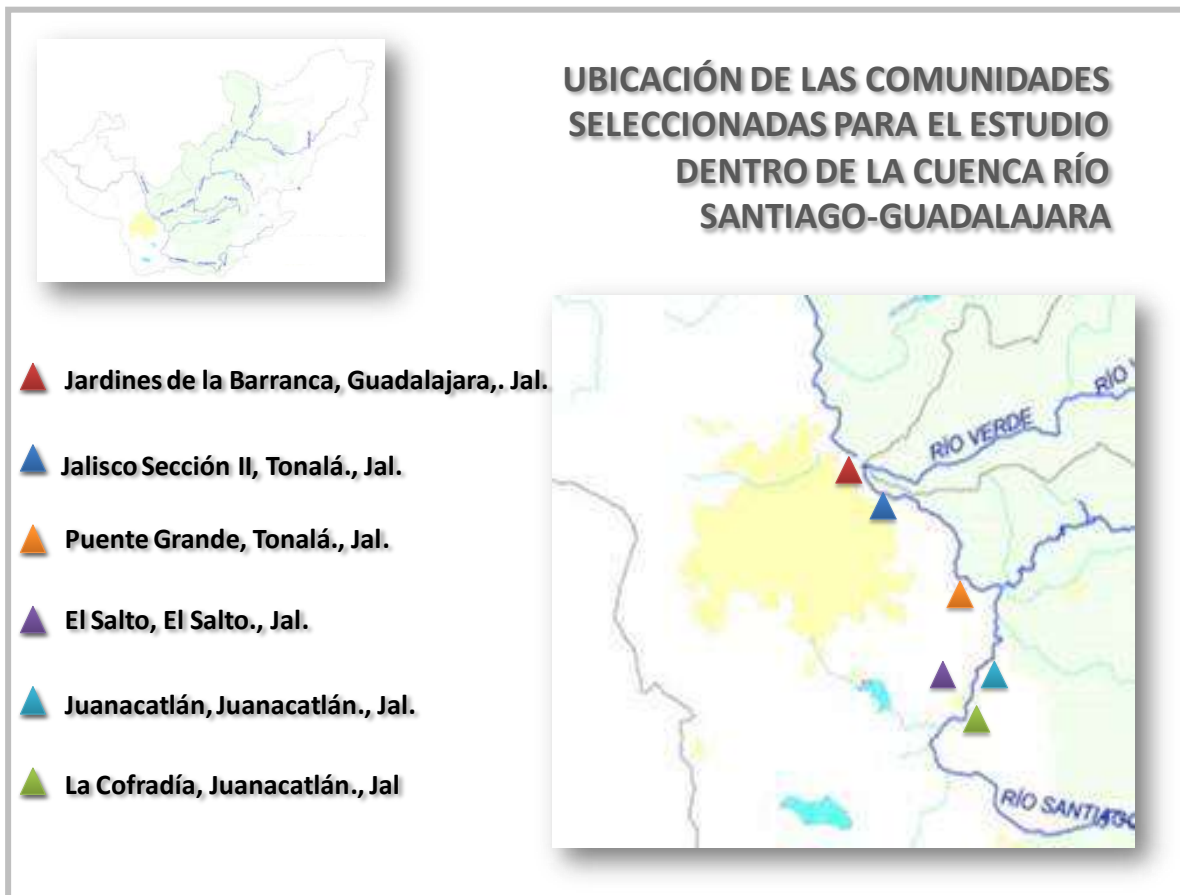 UBICACIÓN DE LAS COMUNIDADES
SELECCIONADAS PARA EL ESTUDIO
DENTRO DE LA CUENCA RÍO
SANTIAGO-GUADALAJARA
Jardines de la Barranca, Guadalajara,. Jal.
Jalisco Sección II, Tonalá., Jal.
Puente Grande, Tonalá., Jal.
El Salto, El Salto., Jal.
Juanacatlán, Juanacatlán., Jal.
La Cofradía, Juanacatlán., Jal
RÍO
RÍO VERDE
RÍO SANTIAGO